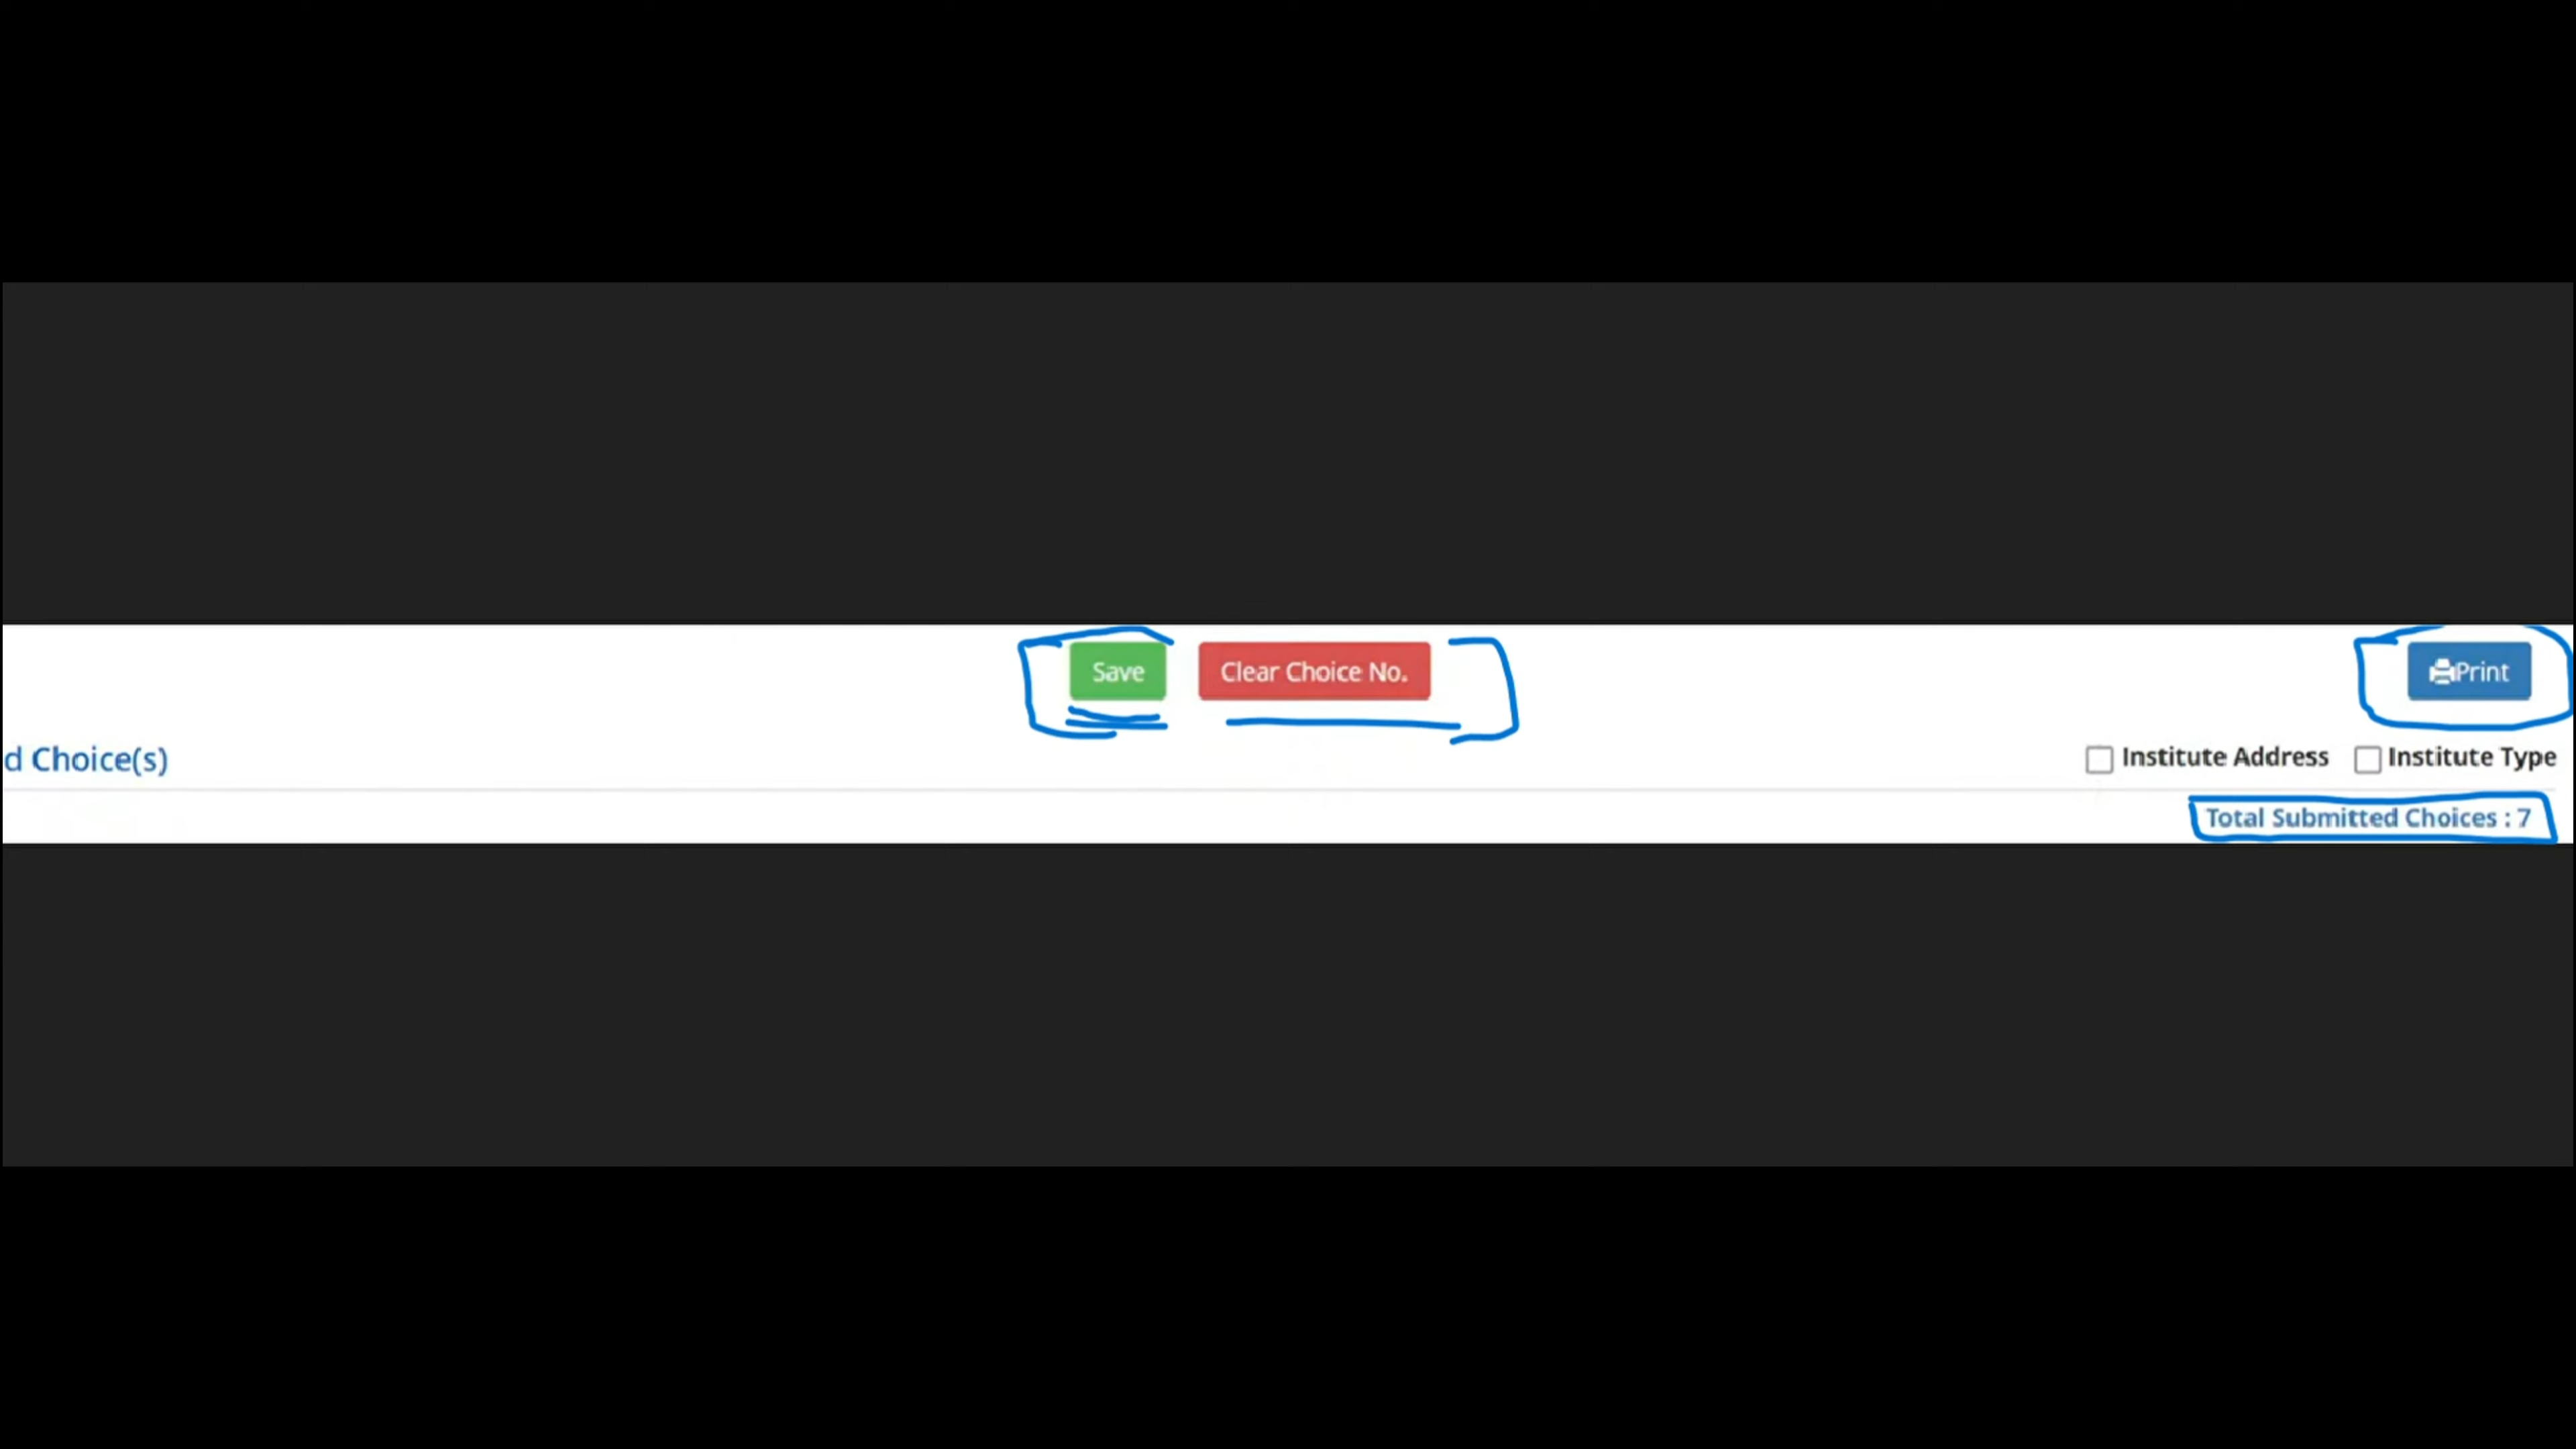 Save Clear Choice No. Print
d Choice(s) Institute Address Institute Type
Total Submitted Choices : 7